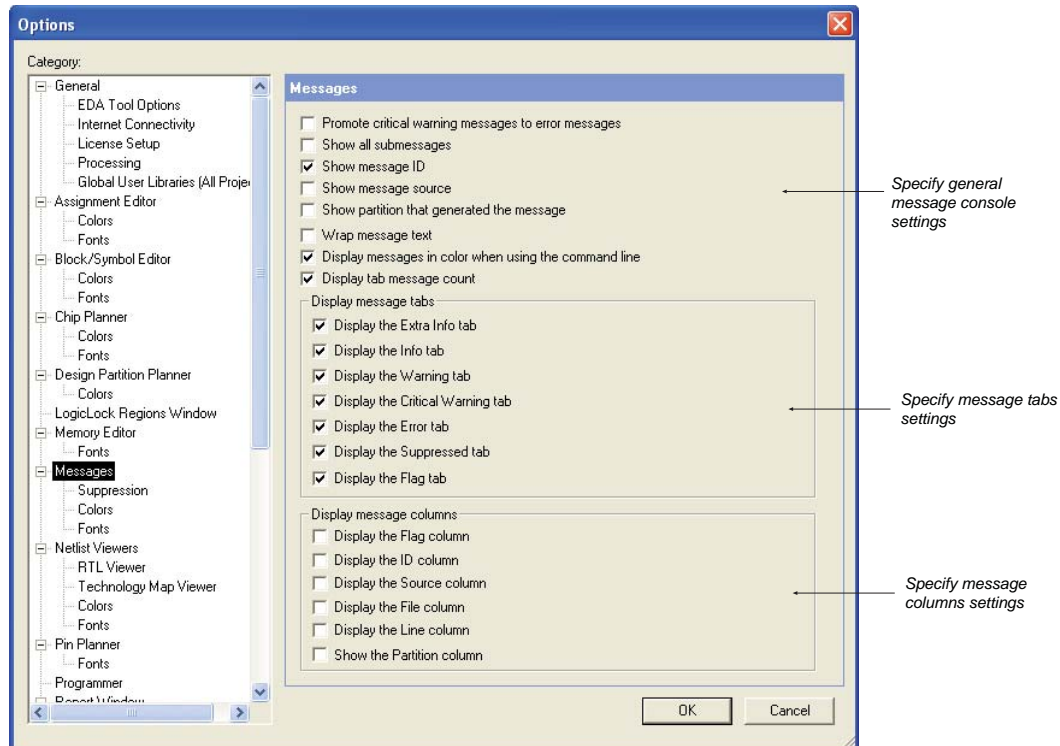 Options
Category:
General
EDA Tool Options
Internet Connectivity
License Setup
Processing
Global User Libraries (All Proje
Assignment Editor
Colors
Fonts
Block/Symbol Editor
Colors
Fonts
Chip Planner
Colors
Fonts
Design Partition Planner
Colors
LogicLock Regions Window
Memory Editor
Fonts
Messages
Suppression
Colors
Fonts
Netlist Viewers
RTL Viewer
Technology Map Viewer
Colors
Fonts
Pin Planner
Fonts
Programmer
Report Window
Messages
Promote critical warning messages to error messages
Show all submessages
Show message ID
Show message source
Show partition that generated the message
Wrap message text
Display messages in color when using the command line
Display tab message count
Display message tabs
Display the Extra Info tab
Display the Info tab
Display the Warning tab
Display the Critical Warning tab
Display the Error tab
Display the Suppressed tab
Display the Flag tab
Display message columns
Display the Flag column
Display the ID column
Display the Source column
Display the File column
Display the Line column
Show the Partition column
OK
Cancel
Specify general
message console
settings
Specify message tabs
settings
Specify message
columns settings